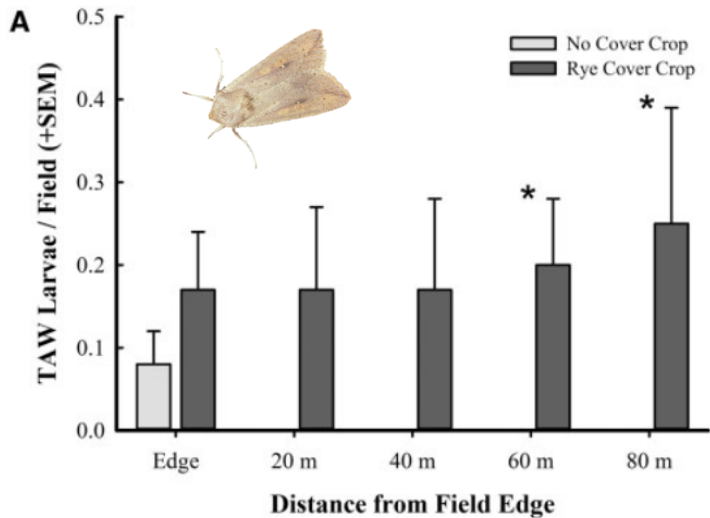 A
No Cover Crop
Rye Cover Crop
TAW Larvae / Field (+SEM)
0.5
0.4
0.3
0.2
0.1
0.0
*
*
Edge 20 m 40 m 60 m 80 m
Distance from Field Edge